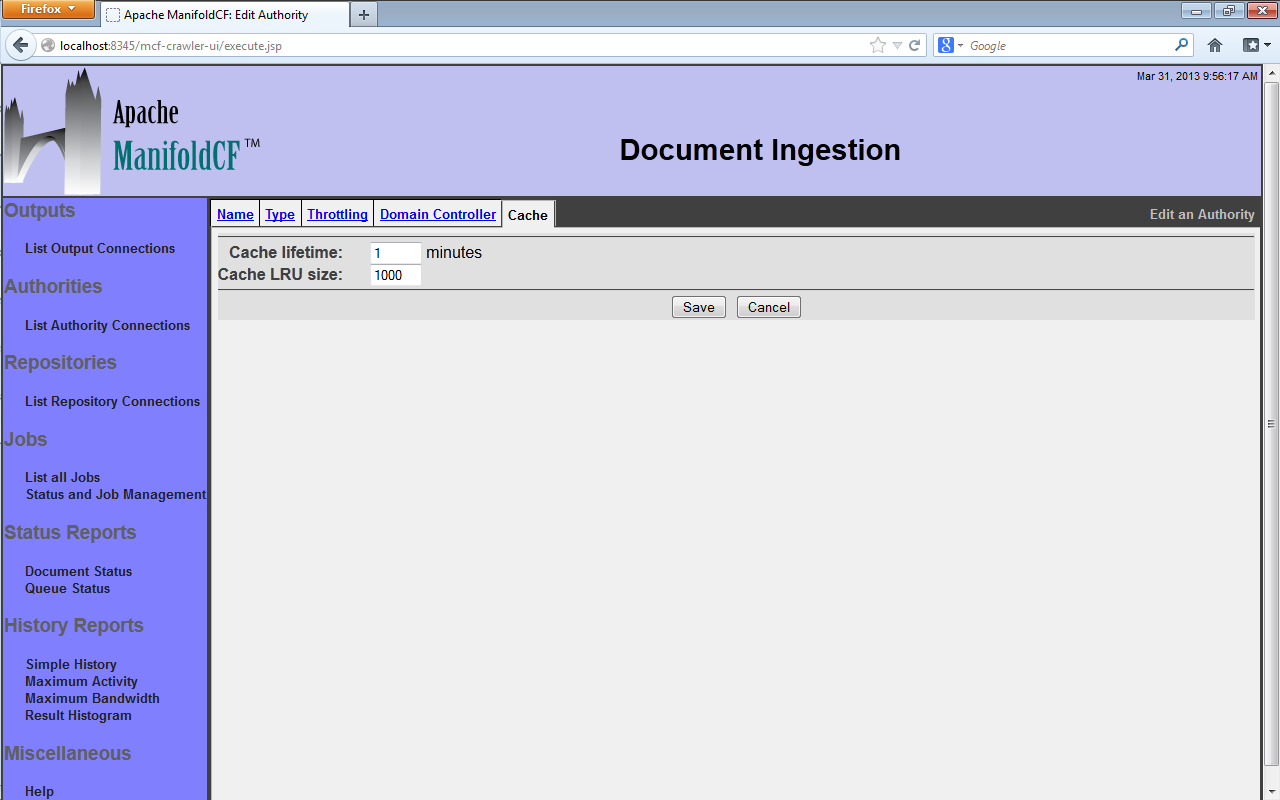 Firefox
Apache ManifoldCF: Edit Authority
localhost:8345/mcf-crawler-ui/execute.jsp
Google
Mar 31, 2013 9:56:17 AM
Apache
ManifoldCF TM
Document Ingestion
Outputs
List Output Connections
Authorities
List Authority Connections
Repositories
List Repository Connections
Jobs
List all Jobs
Status and Job Management
Status Reports
Document Status
Queue Status
History Reports
Simple History
Maximum Activity
Maximum Bandwidth
Result Histogram
Miscellaneous
Help
Name Type Throttling Domain Controller Cache Edit an Authority
Cache lifetime: 1 minutes
Cache LRU size: 1000
Save Cancel